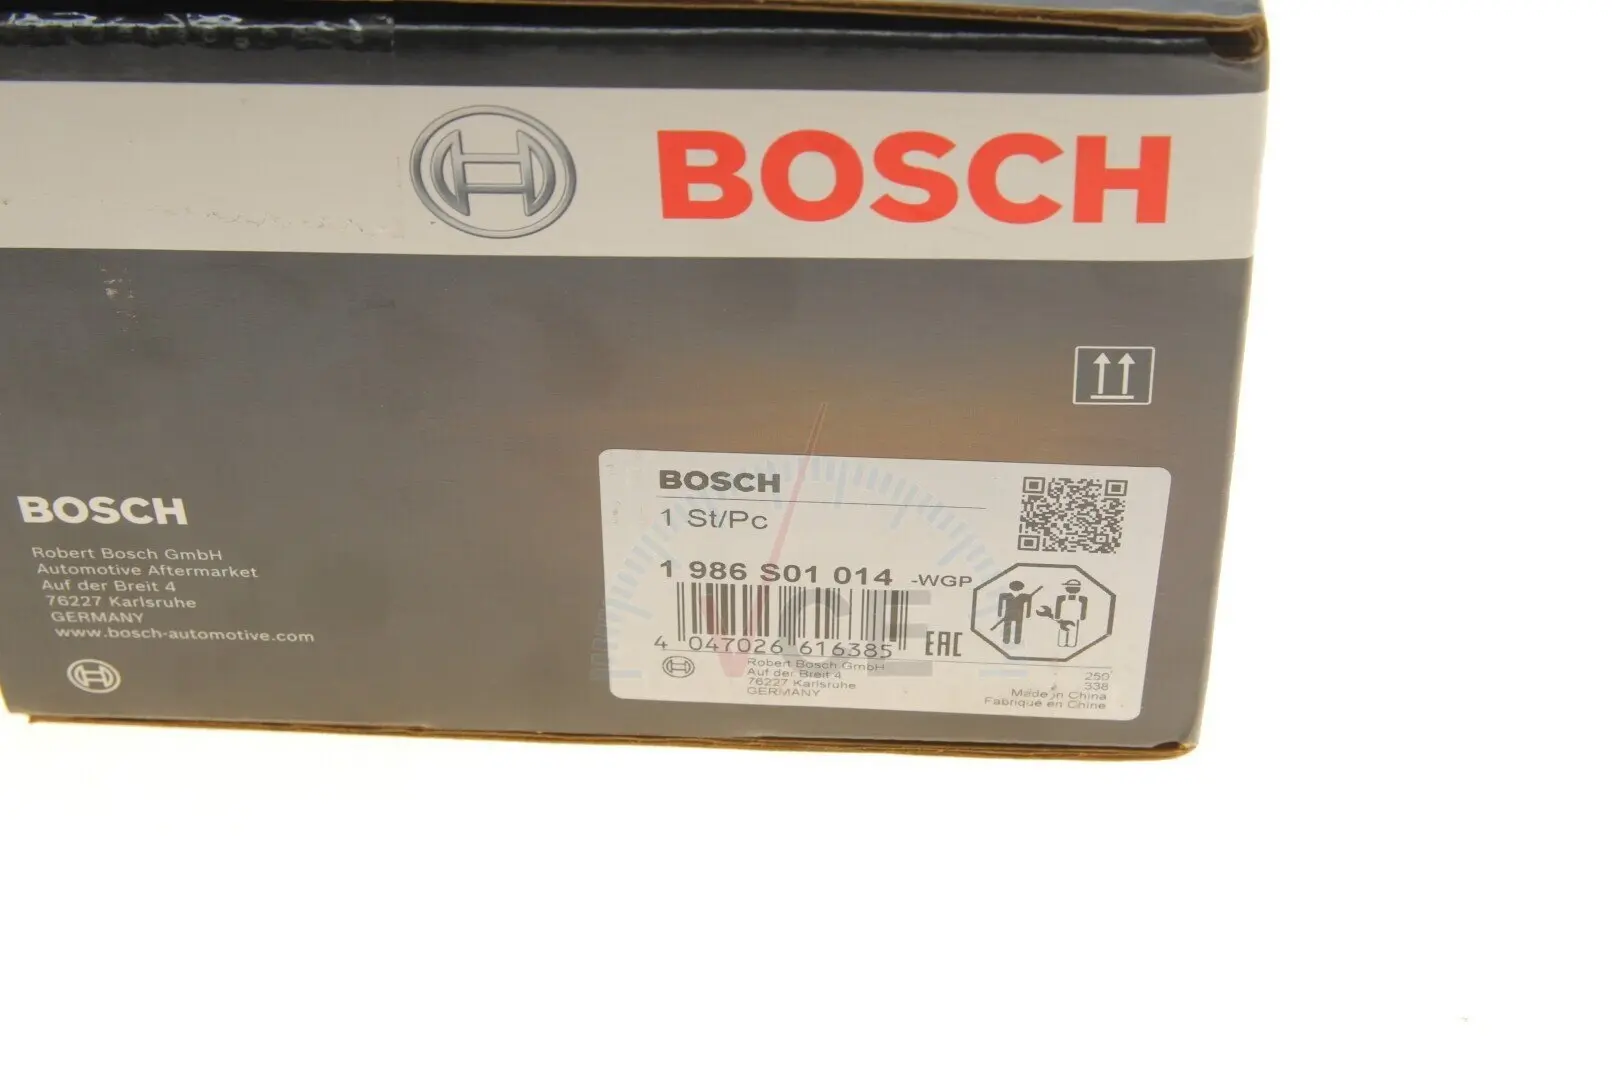 BOSCH
BOSCH
Robert Bosch GmbH
Automotive Aftermarket
Auf der Breit 4
76227 Karlsruhe
GERMANY
www.bosch-automotive.com
BOSCH
1 St/Pc
1 986 S01 014 -WGP
4 047026 616385
EAC
Robert Bosch GmbH
Auf der Breit 4
76227 Karlsruhe
GERMANY
250
338
Made in China
Fabriqué en Chine
VCE